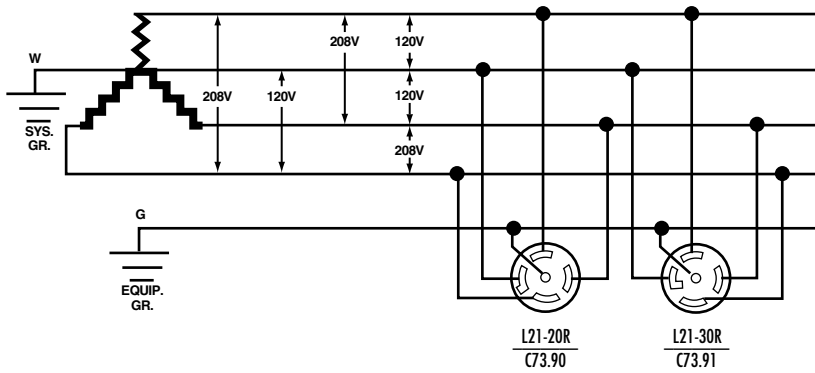 208V
120V
W
208V
120V
120V
SYS.
GR.
208V
G
EQUIP.
GR.
L21-20R
C73.90
L21-30R
C73.91